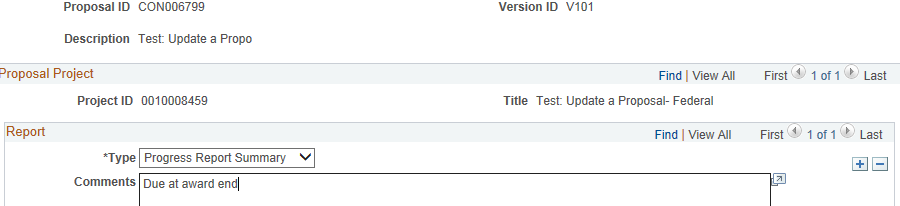 Proposal ID CON006799 Version ID V101
Description Test: Update a Propo
Proposal Project Find | View All First 1 of 1 Last
Project ID 0010008459 Title Test: Update a Proposal- Federal
Report Find | View All First 1 of 1 Last
*Type Progress Report Summary
Comments Due at award end